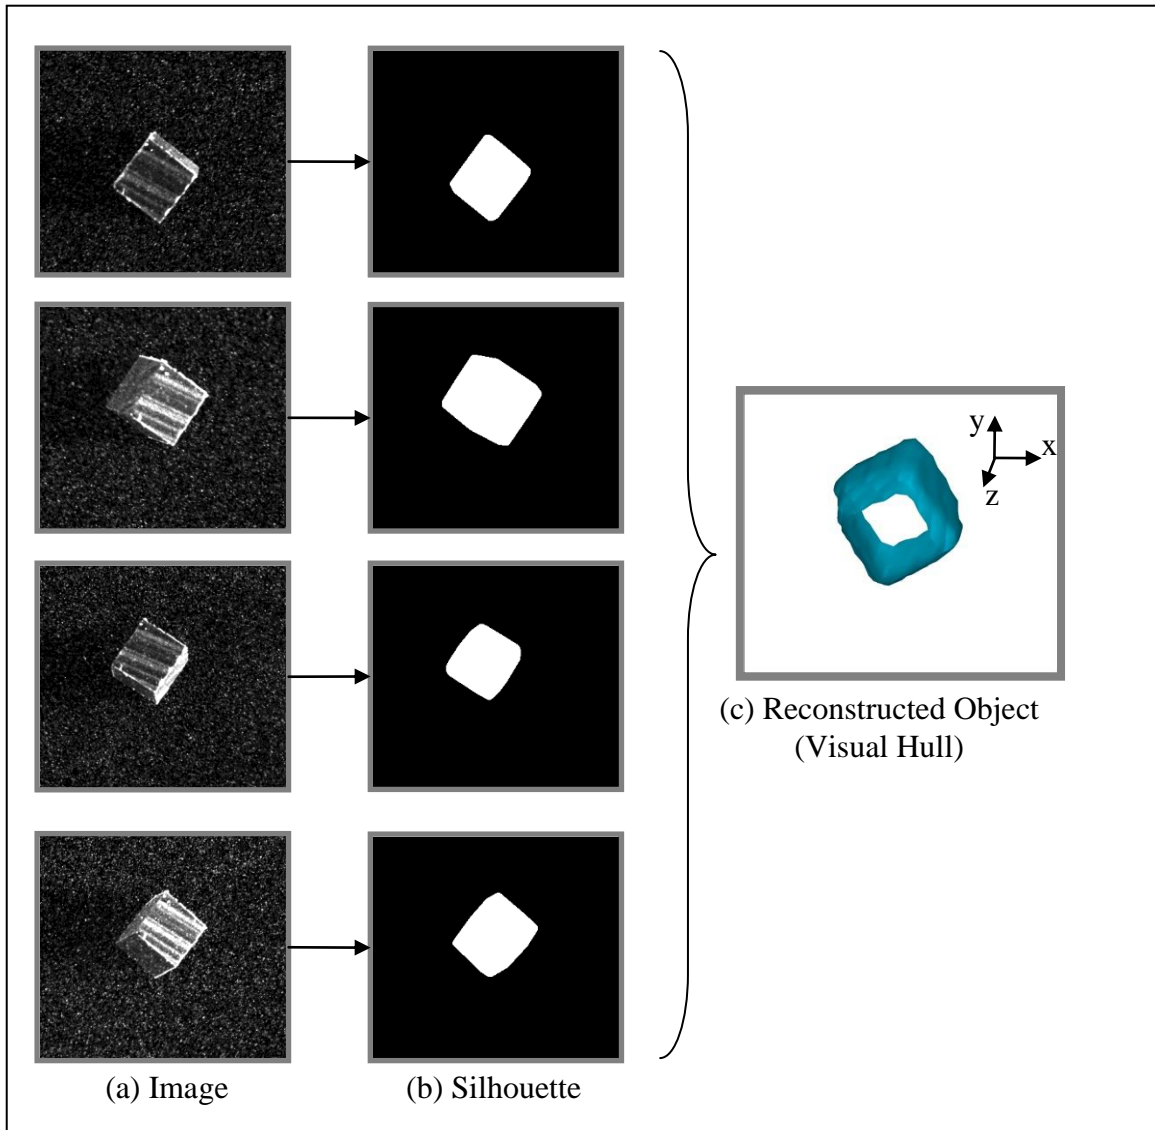 y
x
z
(c) Reconstructed Object
(Visual Hull)
(a) Image
(b) Silhouette